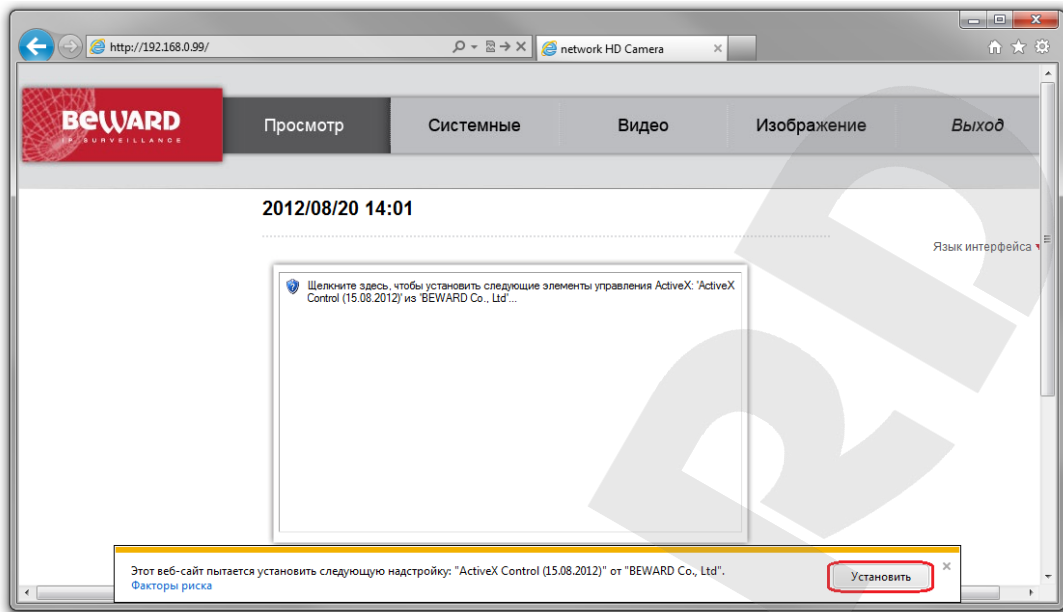 http://192.168.0.99/
network HD Camera
BEWARD
IP SURVEILLANCE
Просмотр
Системные
Видео
Изображение
Выход
2012/08/20 14:01
Язык интерфейса
Щелкните здесь, чтобы установить следующие элементы управления ActiveX: 'ActiveX
Control (15.08.2012)' из 'BEWARD Co., Ltd'...
Этот веб-сайт пытается установить следующую надстройку: "ActiveX Control (15.08.2012)" от "BEWARD Co., Ltd".
Установить
Факторы риска
RD